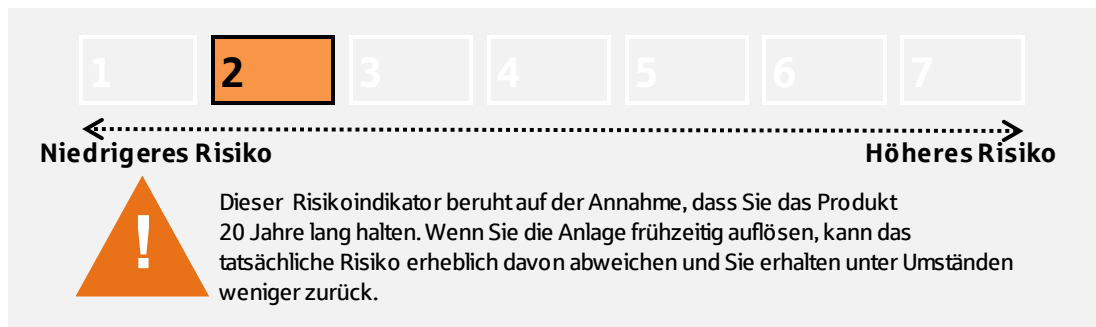 1 2 3 4 5 6 7
Niedrigeres Risiko Höheres Risiko
! Dieser Risikoindikator beruht auf der Annahme, dass Sie das Produkt
20 Jahre lang halten. Wenn Sie die Anlage frühzeitig auflösen, kann das
tatsächliche Risiko erheblich davon abweichen und Sie erhalten unter Umständen
weniger zurück.